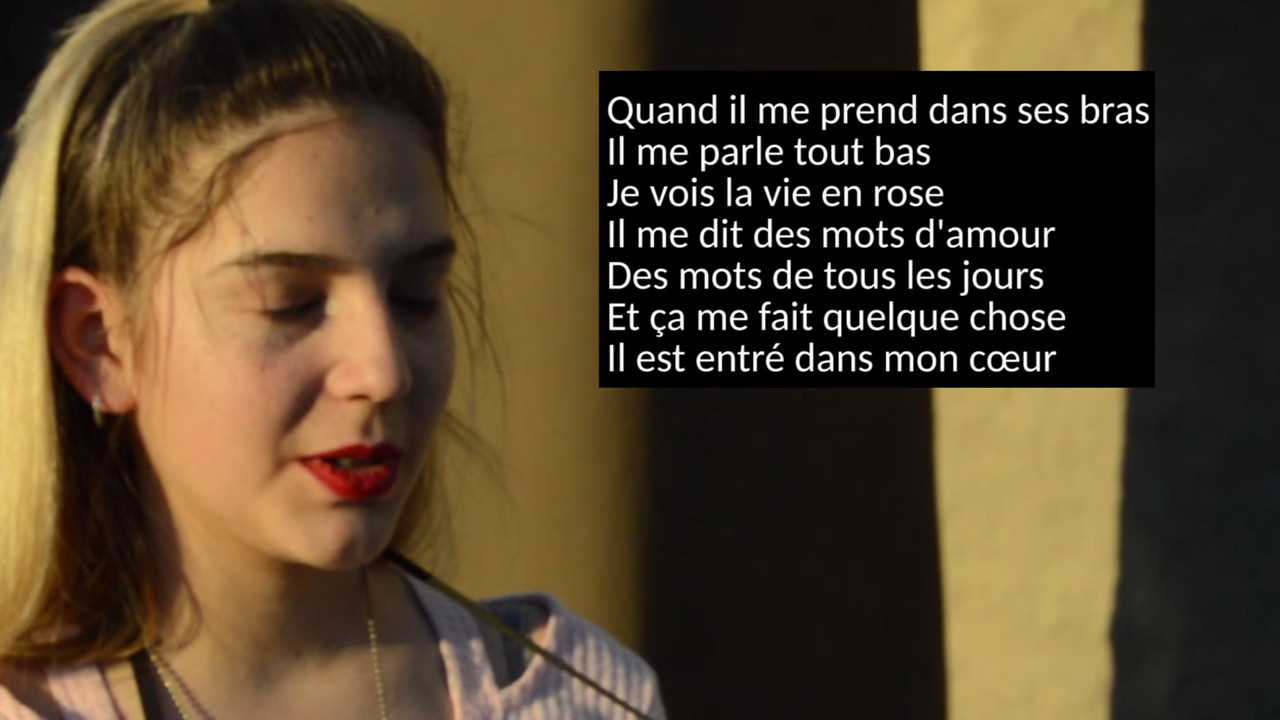 Quand il me prend dans ses bras
Il me parle tout bas
Je vois la vie en rose
Il me dit des mots d'amour
Des mots de tous les jours
Et ça me fait quelque chose
Il est entré dans mon cœur